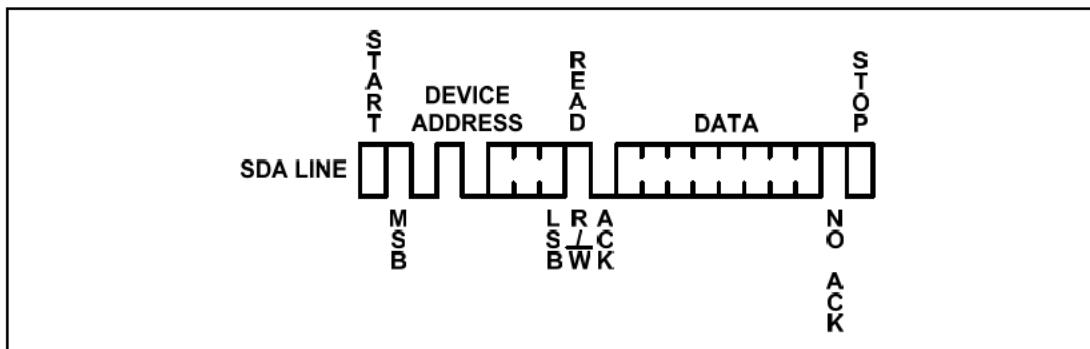 START
READ
STOP
DEVICE
ADDRESS
DATA
SDA LINE
MSB
LSB
R/W
ACK
NO ACK